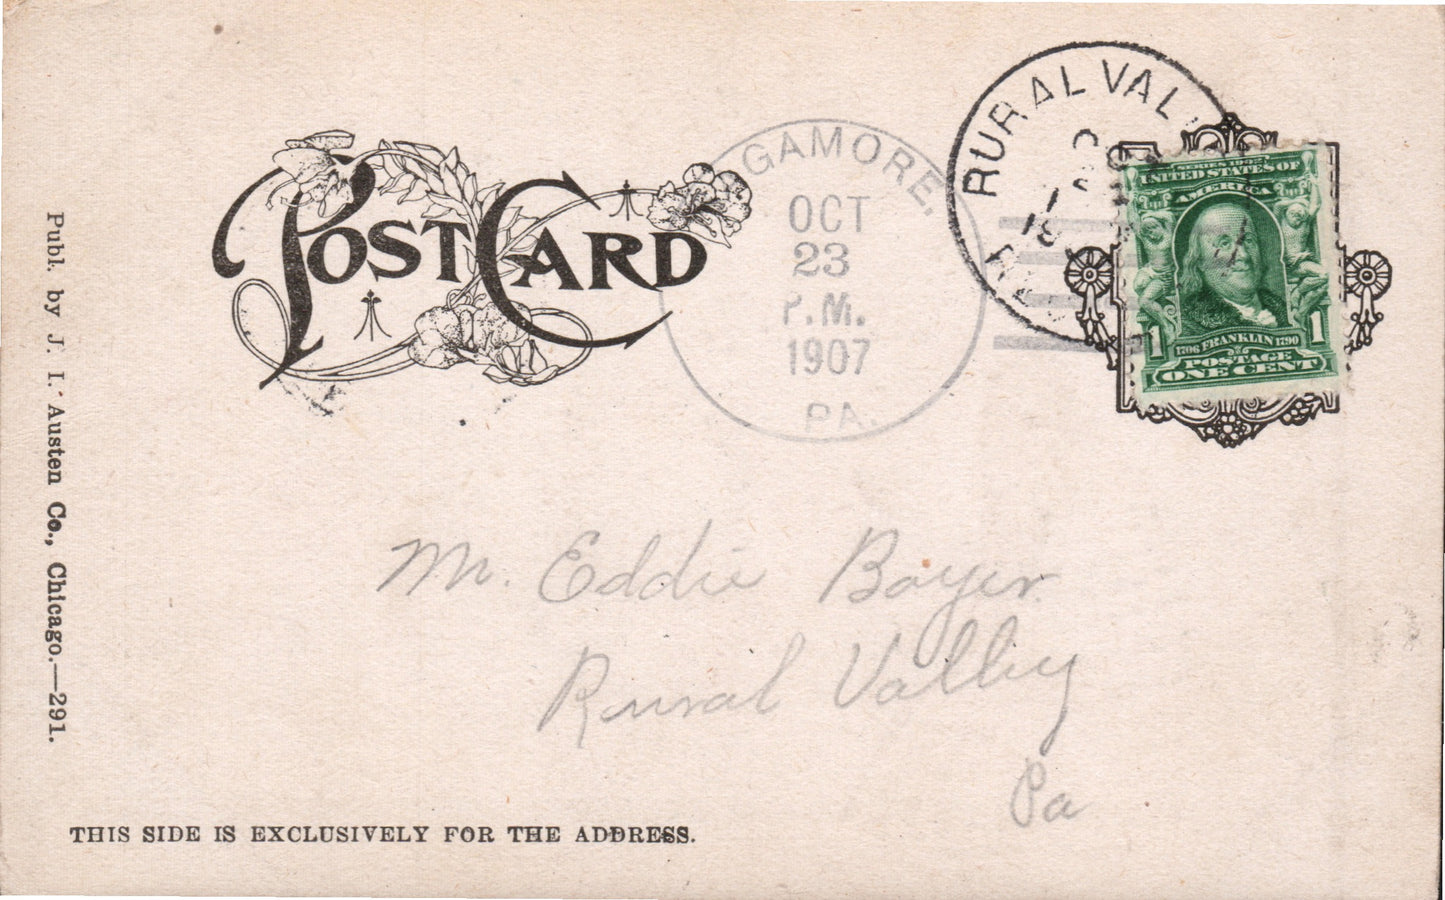 POST CARD
Publ. by J. I. Austen Co., Chicago.—291.
GAMORE.
OCT
23
P.M.
1907
PA.
RURAL VAL
SERIES 1902
UNITED STATES OF
AMERICA
1706 FRANKLIN 1790
1 1
POSTAGE
ONE CENT
Mr. Eddie Boyer
Rural Valley
Pa
THIS SIDE IS EXCLUSIVELY FOR THE ADDRESS.